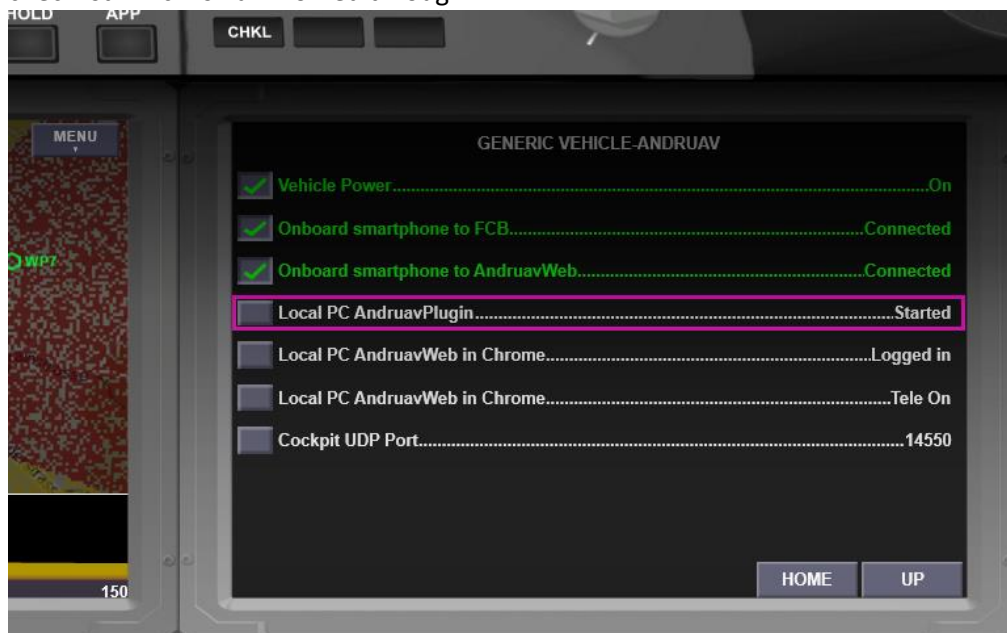 HOLD APP
CHKL
MENU
GENERIC VEHICLE-ANDRUAV
Vehicle Power..........On
Onboard smartphone to FCB..........Connected
Onboard smartphone to AndruavWeb..........Connected
WP7
Local PC AndruavPlugin..........Started
Local PC AndruavWeb in Chrome..........Logged in
Local PC AndruavWeb in Chrome..........Tele On
Cockpit UDP Port..........14550
HOME UP
150